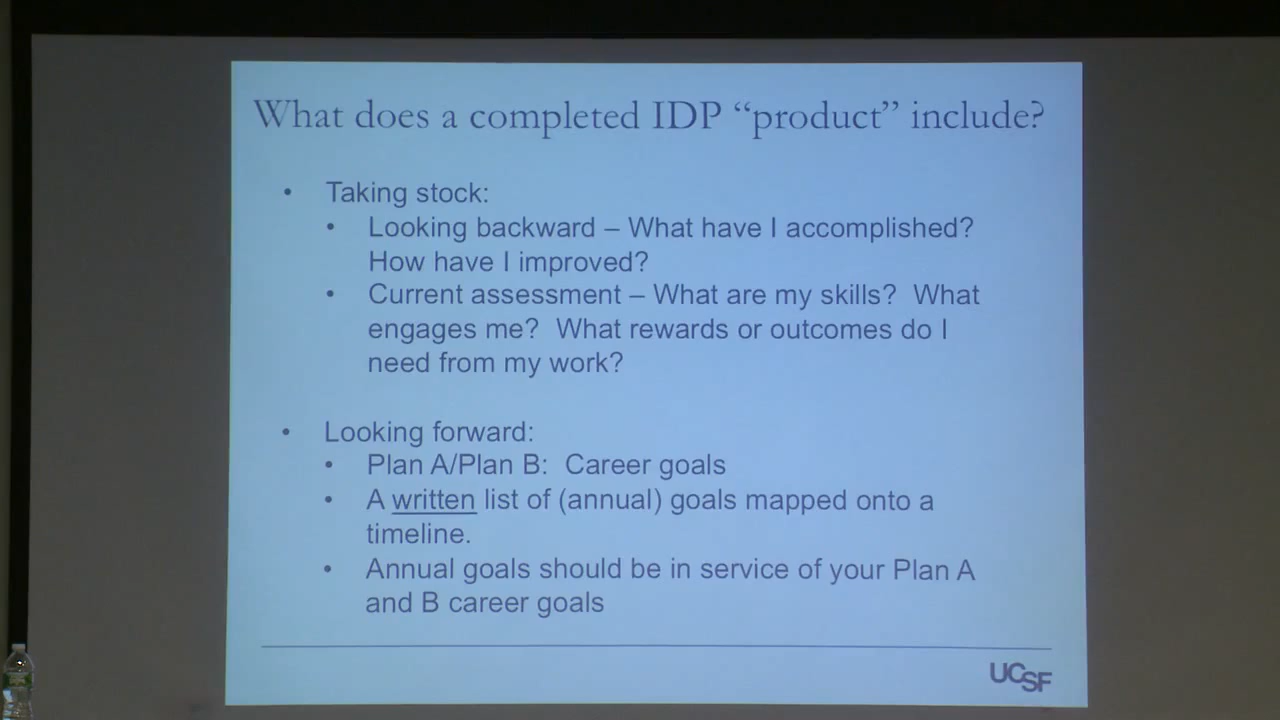 What does a completed IDP “product” include?
• Taking stock:
• Looking backward – What have I accomplished?
How have I improved?
• Current assessment – What are my skills? What
engages me? What rewards or outcomes do I
need from my work?
• Looking forward:
• Plan A/Plan B: Career goals
• A written list of (annual) goals mapped onto a
timeline.
• Annual goals should be in service of your Plan A
and B career goals
UCSF